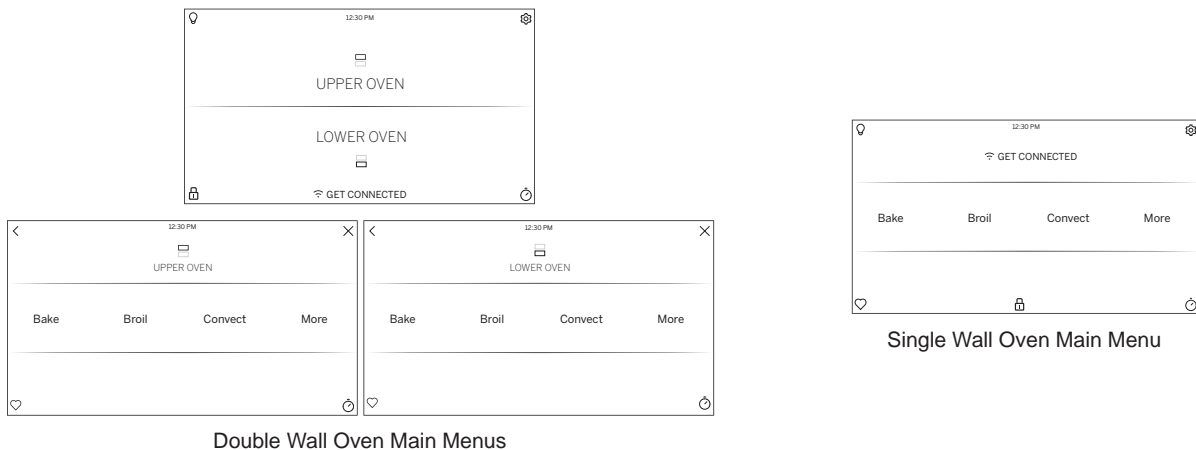 12:30 PM
UPPER OVEN
LOWER OVEN
GET CONNECTED
12:30 PM
UPPER OVEN
Bake Broil Convect More
12:30 PM
LOWER OVEN
Bake Broil Convect More
Double Wall Oven Main Menus
12:30 PM
GET CONNECTED
Bake Broil Convect More
Single Wall Oven Main Menu